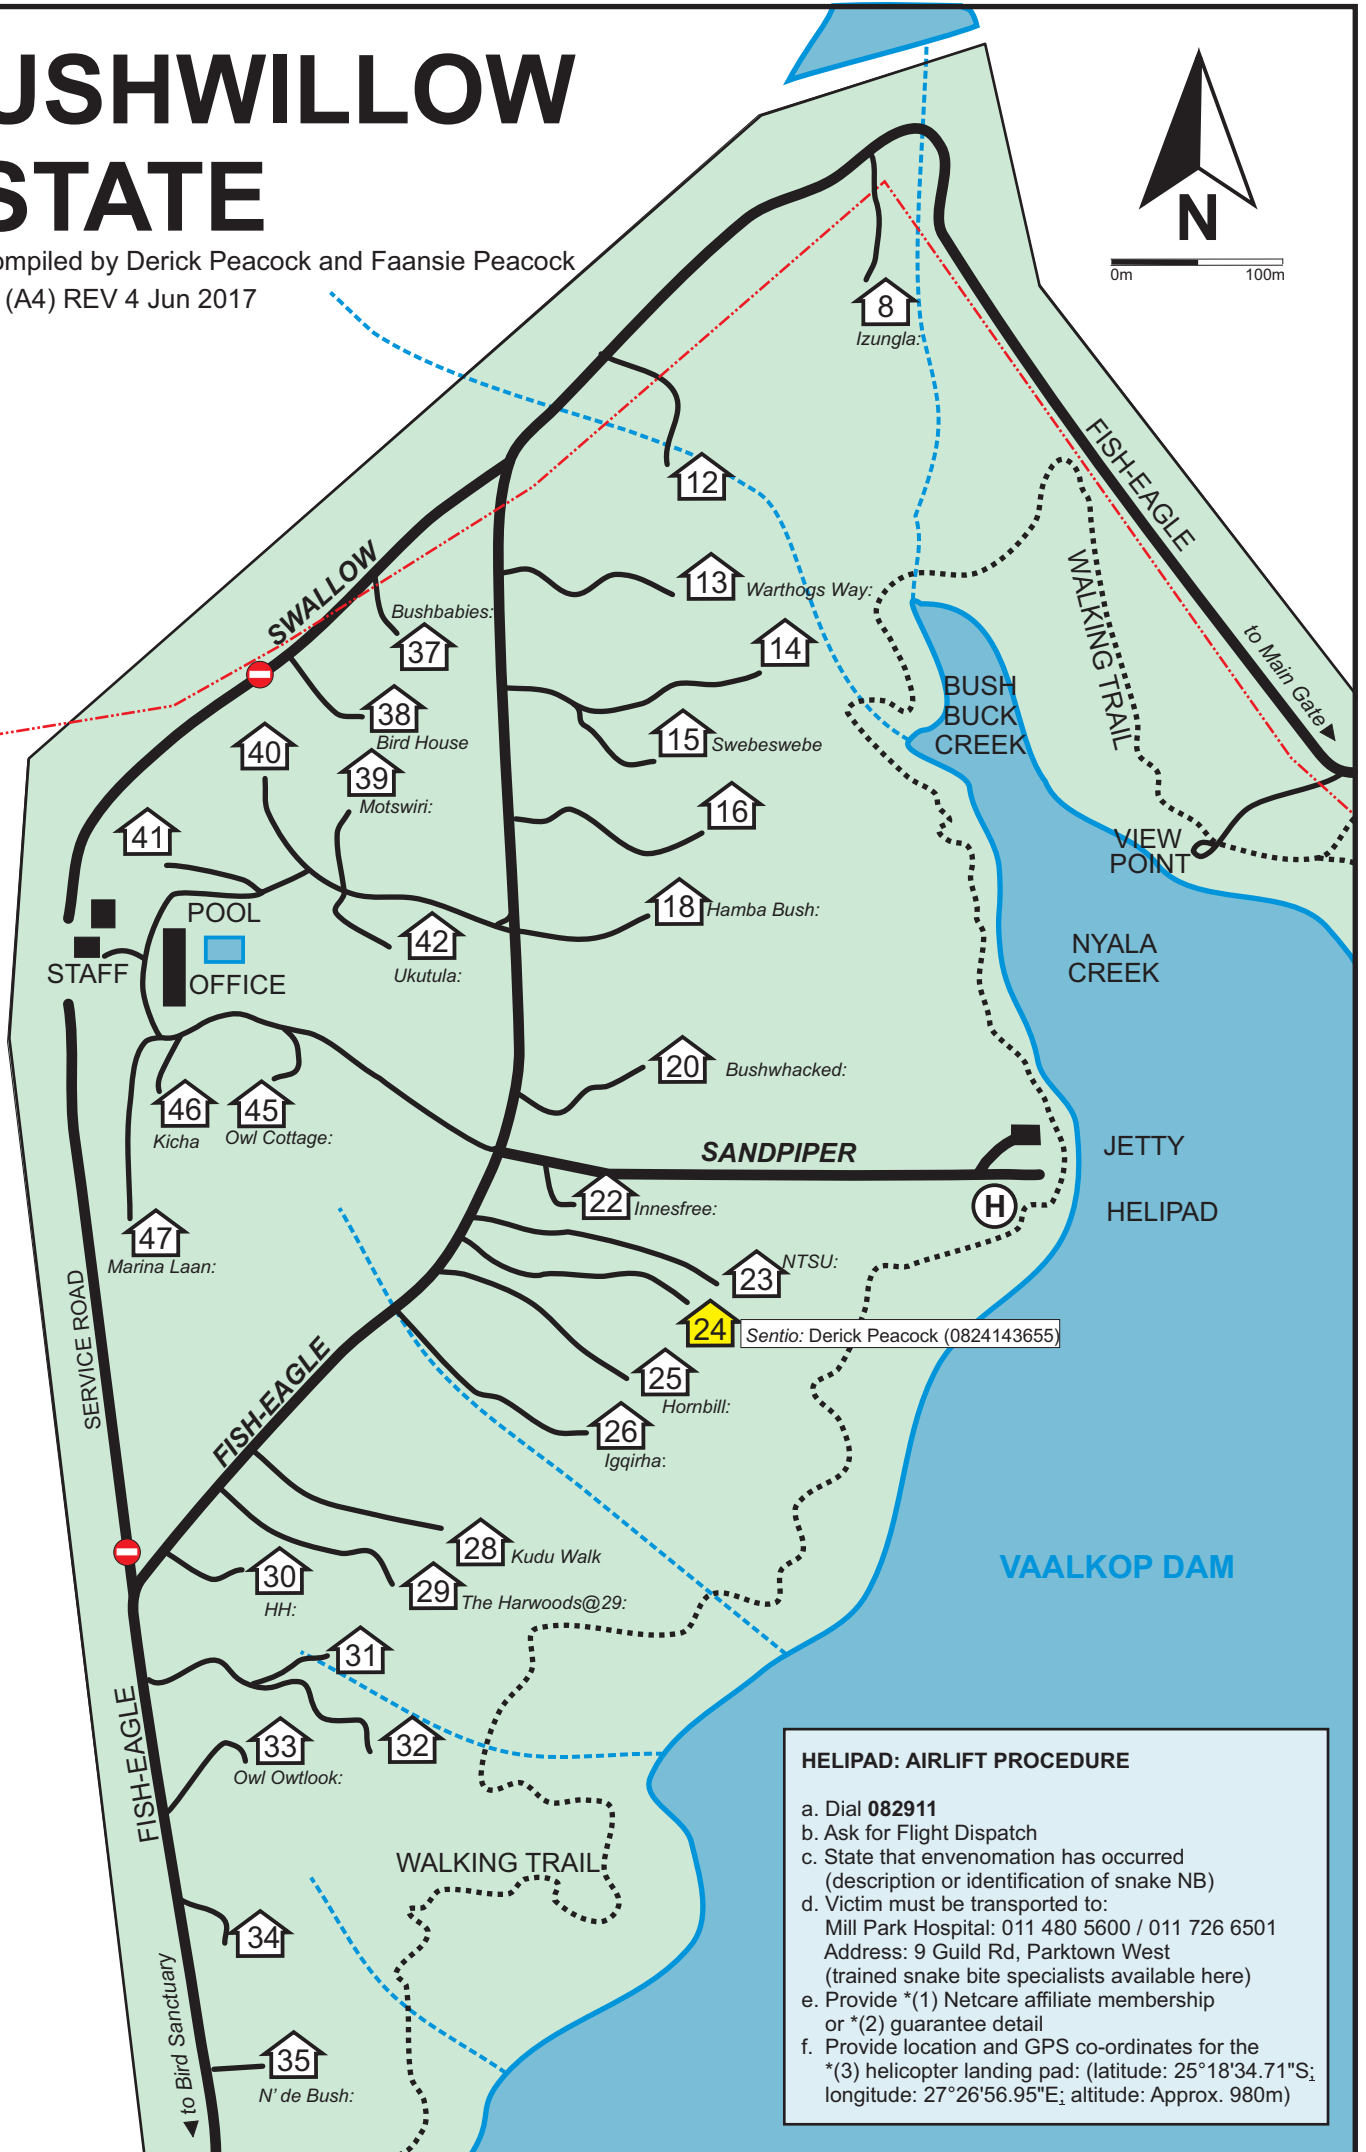 USHWILLOW
STATE
ompiled by Derick Peacock and Faansie Peacock
(A4) REV 4 Jun 2017
N
0m 100m
8
Izungla:
12
FISH-EAGLE
WALKING TRAIL
to Main Gate
SWALLOW
13 Warthogs Way:
Bushbabies:
37
14
38
Bird House
15 Swebeswebe
BUSH
BUCK
CREEK
40
39
Motswiri:
16
41
VIEW
POINT
POOL
18 Hamba Bush:
42
Ukutula:
STAFF
OFFICE
NYALA
CREEK
20 Bushwhacked:
46
Kicha
45
Owl Cottage:
SANDPIPER
JETTY
22 Innesfree:
H
HELIPAD
47
Marina Laan:
23 NTSU:
SERVICE ROAD
24 Sentio: Derick Peacock (0824143655)
FISH-EAGLE
25
Hornbill:
26
Igqirha:
28 Kudu Walk
VAALKOP DAM
30
HH:
29 The Harwoods@29:
31
FISH-EAGLE
33
Owl Owtlook:
32
WALKING TRAIL
34
to Bird Sanctuary
35
N' de Bush:
HELIPAD: AIRLIFT PROCEDURE
a. Dial 082911
b. Ask for Flight Dispatch
c. State that envenomation has occurred
(description or identification of snake NB)
d. Victim must be transported to:
Mill Park Hospital: 011 480 5600 / 011 726 6501
Address: 9 Guild Rd, Parktown West
(trained snake bite specialists available here)
e. Provide *(1) Netcare affiliate membership
or *(2) guarantee detail
f. Provide location and GPS co-ordinates for the
*(3) helicopter landing pad: (latitude: 25°18'34.71"S;
longitude: 27°26'56.95"E; altitude: Approx. 980m)